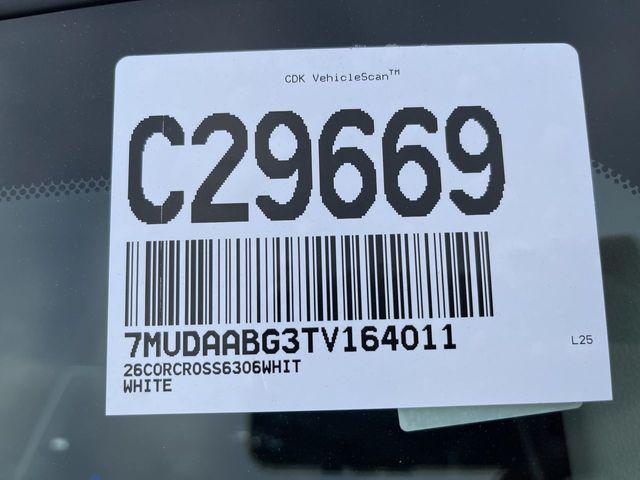 CDK VehicleScan™
C29669
7MUDAABG3TV164011
L25
26CORCROSS6306WHIT
WHITE